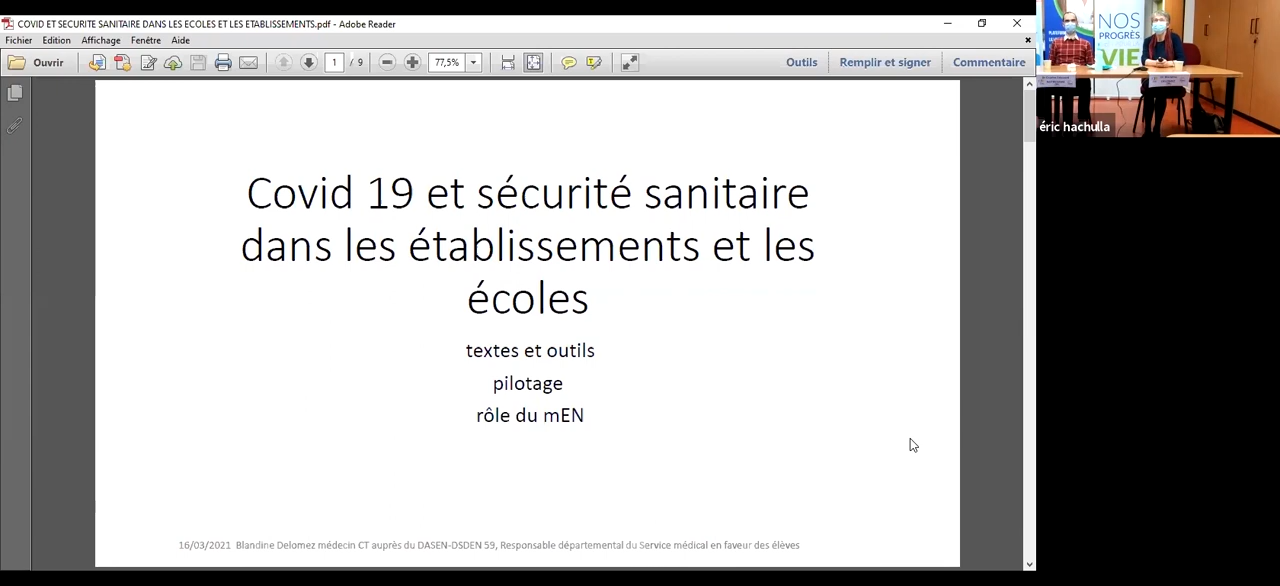 COVID ET SECURITE SANITAIRE DANS LES ECOLES ET LES ETABLISSEMENTS.pdf - Adobe Reader
Fichier Edition Affichage Fenêtre Aide
Ouvrir 1 / 9 77,5% Outils Remplir et signer Commentaire
Covid 19 et sécurité sanitaire
dans les établissements et les
écoles
textes et outils
pilotage
rôle du mEN
16/03/2021 Blandine Delomez médecin CT auprès du DASEN-DSDEN 59, Responsable départemental du Service médical en faveur des élèves
NOS
PROGRÈS
VIE
éric hachulla